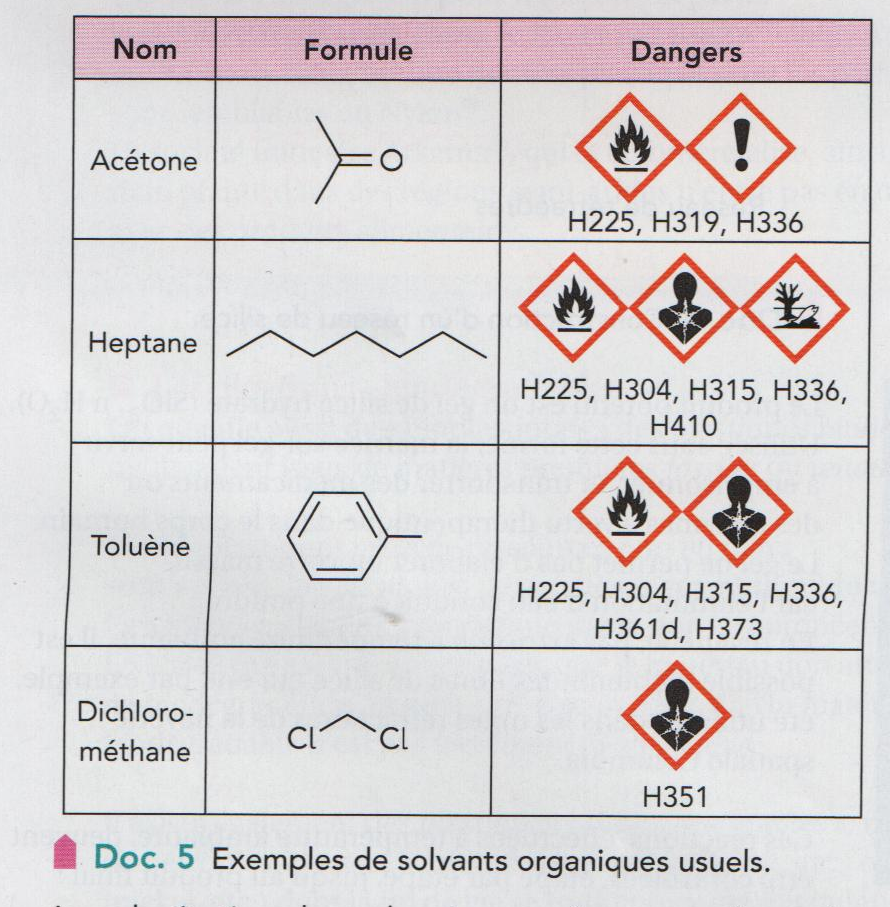 Nom Formule Dangers
Acétone
O
H225, H319, H336
Heptane
H225, H304, H315, H336,
H410
Toluène
H225, H304, H315, H336,
H361d, H373
Dichloro-
méthane
Cl Cl
H351
Doc. 5 Exemples de solvants organiques usuels.